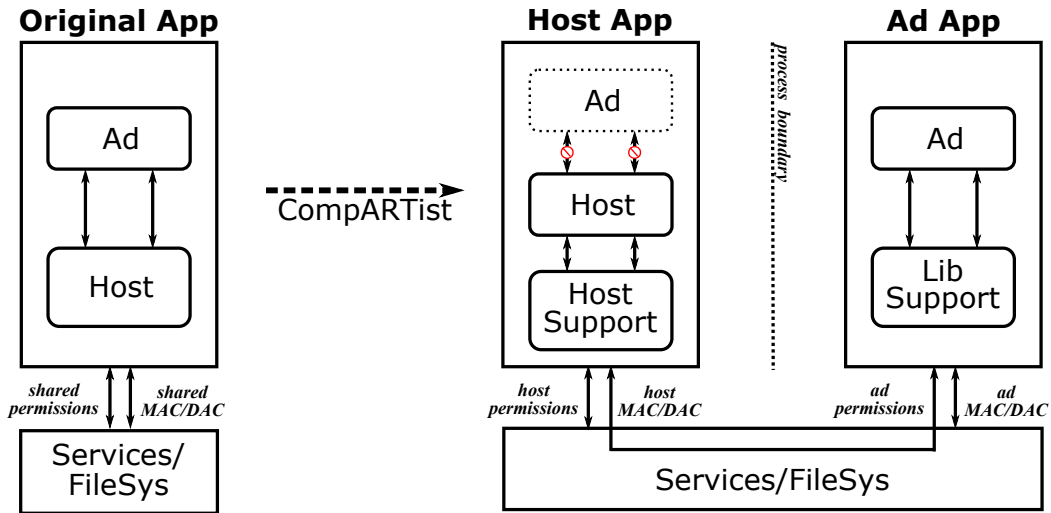 Original App
Host App
Ad App
Ad
Host
CompARTist
Ad
Host
Host
Support
process boundary
Ad
Lib
Support
shared
permissions
shared
MAC/DAC
host
permissions
host
MAC/DAC
ad
permissions
ad
MAC/DAC
Services/
FileSys
Services/FileSys